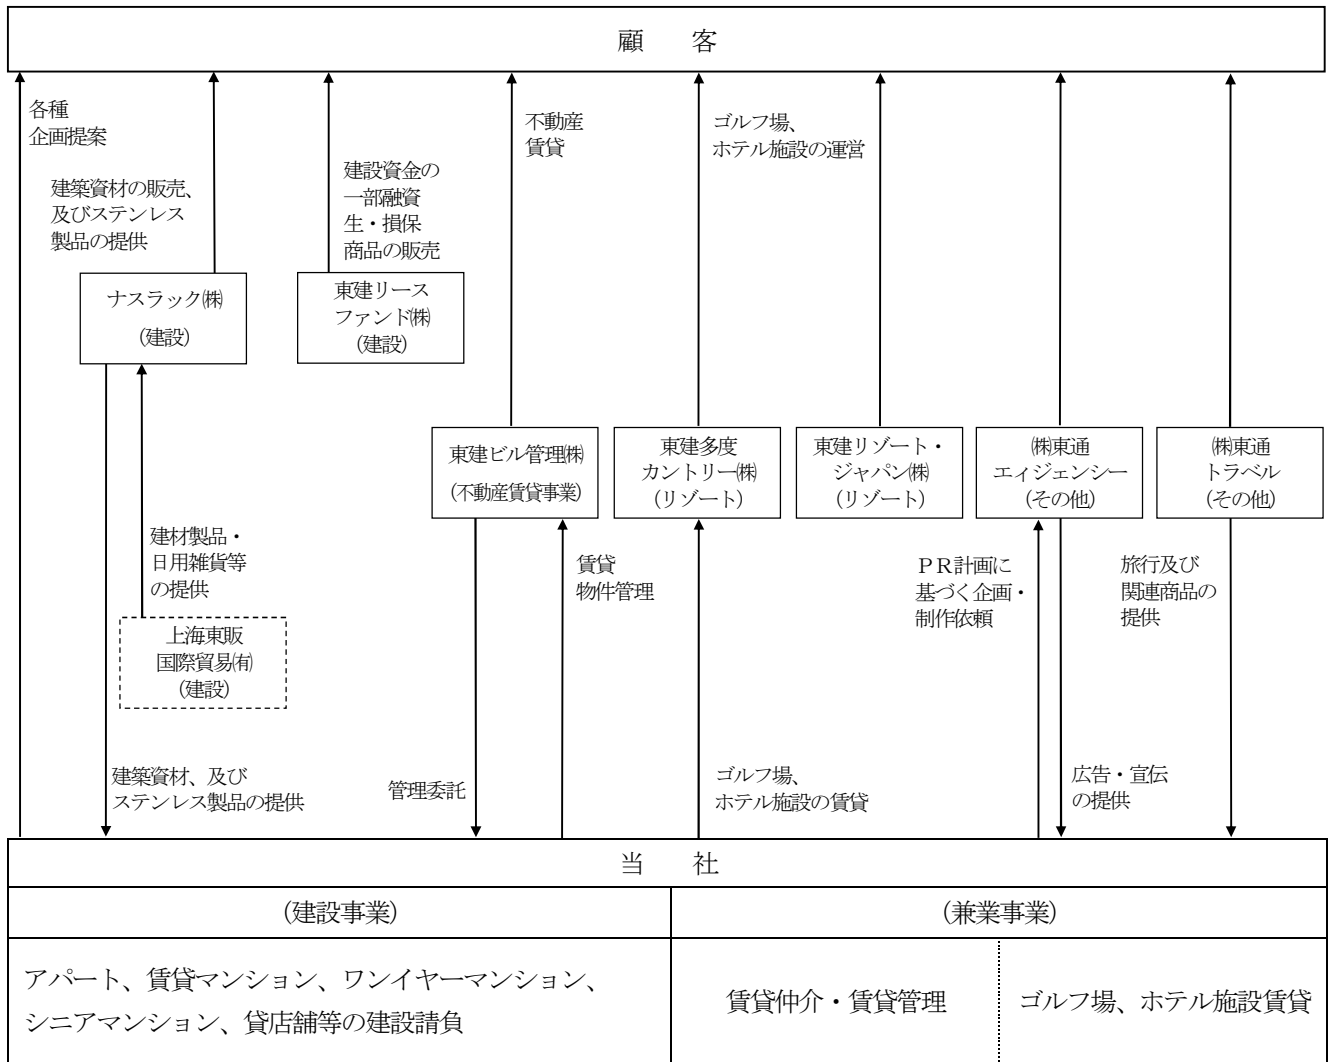 顧　　客
各種
企画提案
不動産
賃貸
ゴルフ場、
ホテル施設の運営
建設資金の
一部融資
生・損保
商品の販売
建築資材の販売、
及びステンレス
製品の提供
ナスラック㈱
(建設)
東建リース
ファンド㈱
(建設)
東建ビル管理㈱
(不動産賃貸事業)
東建多度
カントリー㈱
(リゾート)
東建リゾート・
ジャパン㈱
(リゾート)
㈱東通
エィジェンシー
(その他)
㈱東通
トラベル
(その他)
建材製品・
日用雑貨等
の提供
賃貸
物件管理
ＰＲ計画に
基づく企画・
制作依頼
旅行及び
関連商品の
提供
上海東販
国際貿易㈲
(建設)
建築資材、及び
ステンレス製品の提供
管理委託
ゴルフ場、
ホテル施設の賃貸
広告・宣伝
の提供
当　　社
(建設事業)
(兼業事業)
アパート、賃貸マンション、ワンイヤーマンション、
シニアマンション、貸店舗等の建設請負
賃貸仲介・賃貸管理
ゴルフ場、ホテル施設賃貸